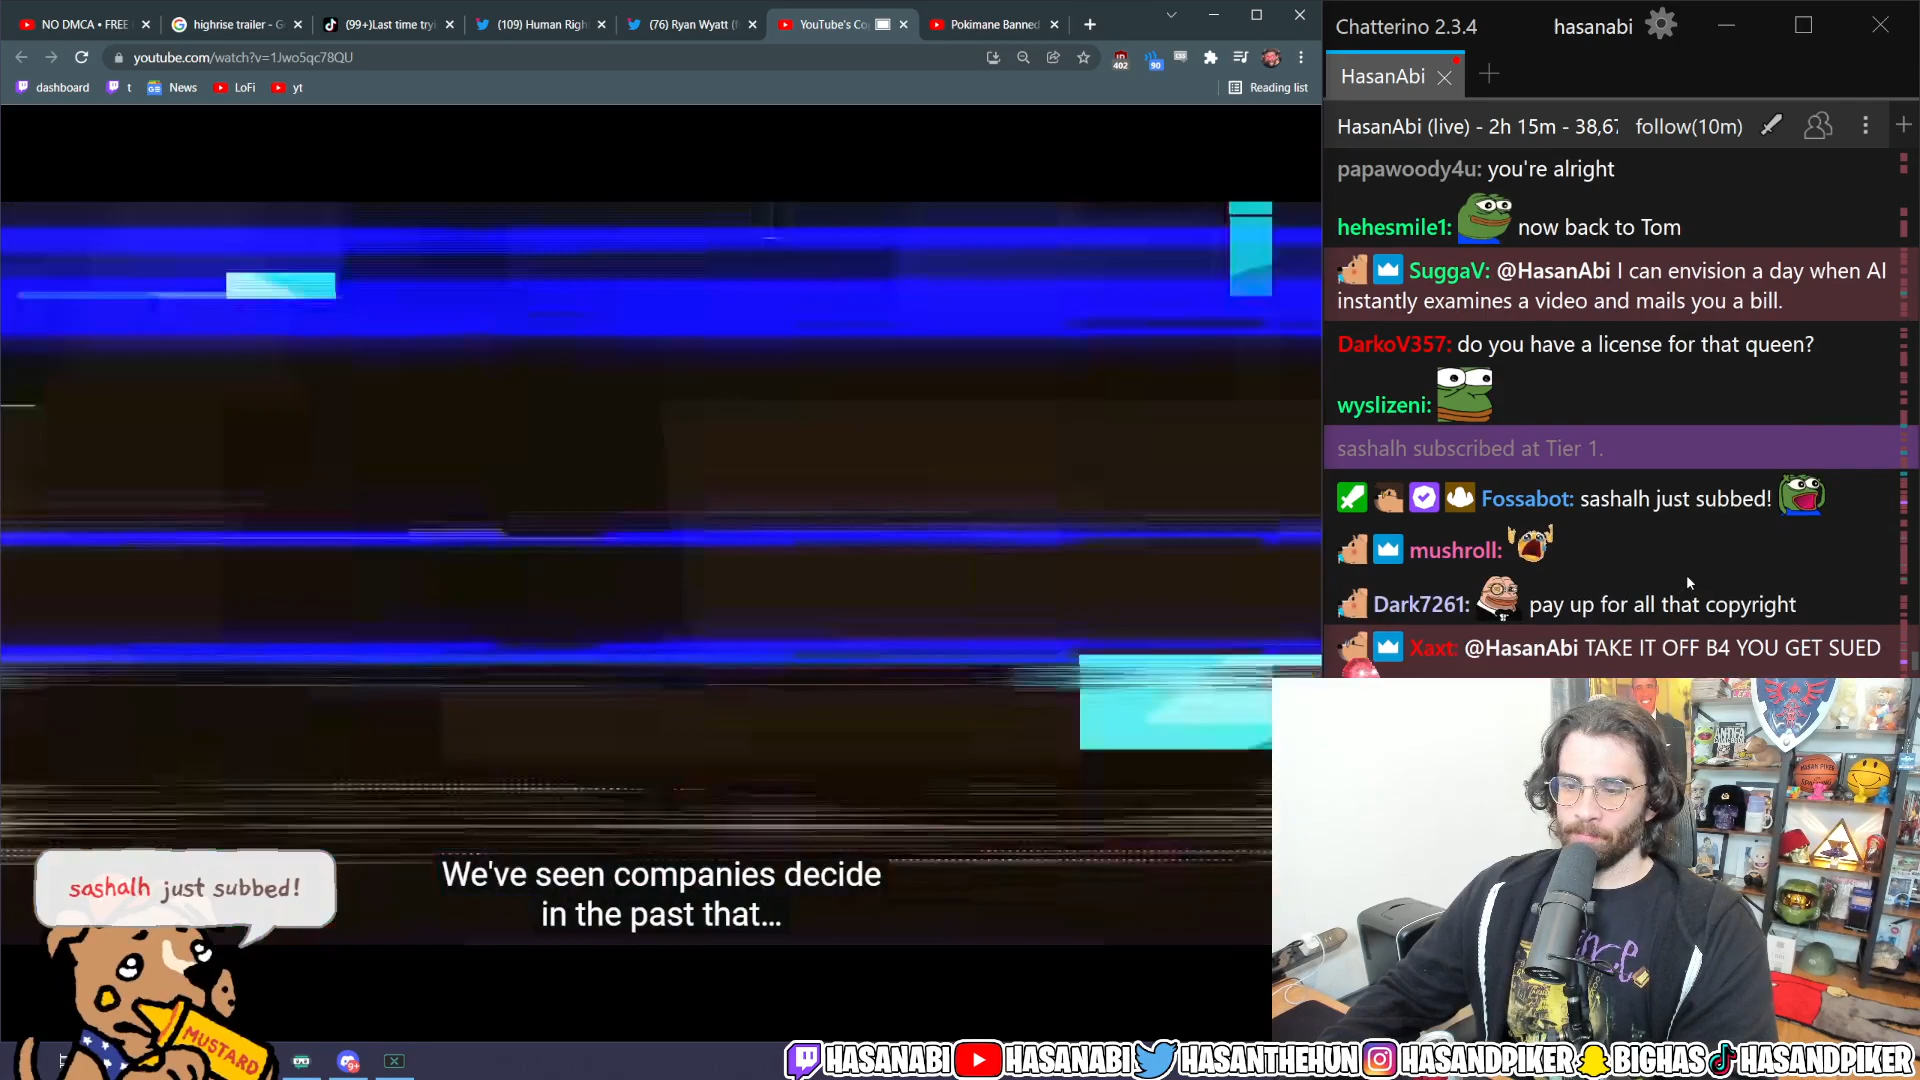 NO DMCA • FREE
highrise trailer - G
(99+)Last time tryi
(109) Human Righ
(76) Ryan Wyatt (
YouTube's Co
Pokimane Banned
youtube.com/watch?v=1Jwo5qc78QU
402
90
dashboard
t
News
LoFi
yt
Reading list
Chatterino 2.3.4
hasanabi
HasanAbi
HasanAbi (live) - 2h 15m - 38,67
follow(10m)
papawoody4u: you're alright
hehesmile1: now back to Tom
SuggaV: @HasanAbi I can envision a day when AI
instantly examines a video and mails you a bill.
DarkoV357: do you have a license for that queen?
wyslizeni:
sashalh subscribed at Tier 1.
Fossabot: sashalh just subbed!
mushroll:
Dark7261: pay up for all that copyright
Xaxt: @HasanAbi TAKE IT OFF B4 YOU GET SUED
We've seen companies decide
in the past that...
sashalh just subbed!
MUSTARD
HASANABI
HASANABI
HASANTHEHUN
HASANDPIKER
BIGHAS
HASANDPIKER